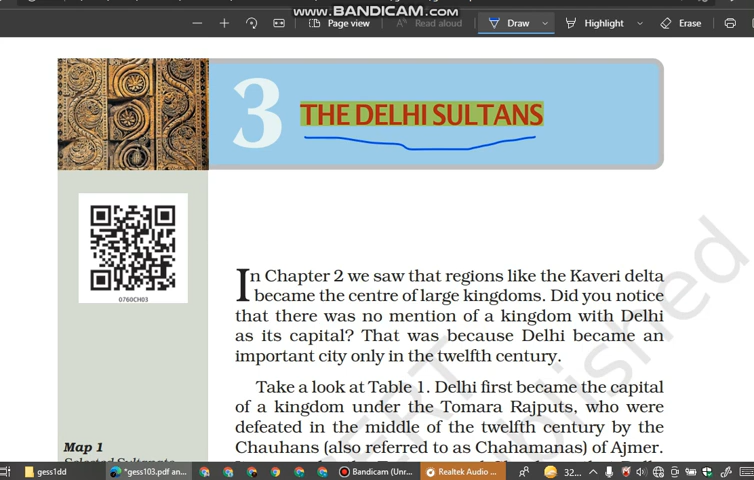 www.BANDICAM.com
Page view
Read aloud
Draw
Highlight
Erase
3
THE DELHI SULTANS
0760CH03
In Chapter 2 we saw that regions like the Kaveri delta
became the centre of large kingdoms. Did you notice
that there was no mention of a kingdom with Delhi
as its capital? That was because Delhi became an
important city only in the twelfth century.
Take a look at Table 1. Delhi first became the capital
of a kingdom under the Tomara Rajputs, who were
defeated in the middle of the twelfth century by the
Chauhans (also referred to as Chahamanas) of Ajmer.
Map 1
gess1dd
*gess103.pdf an...
Bandicam (Unr...
Realtek Audio ...
32...